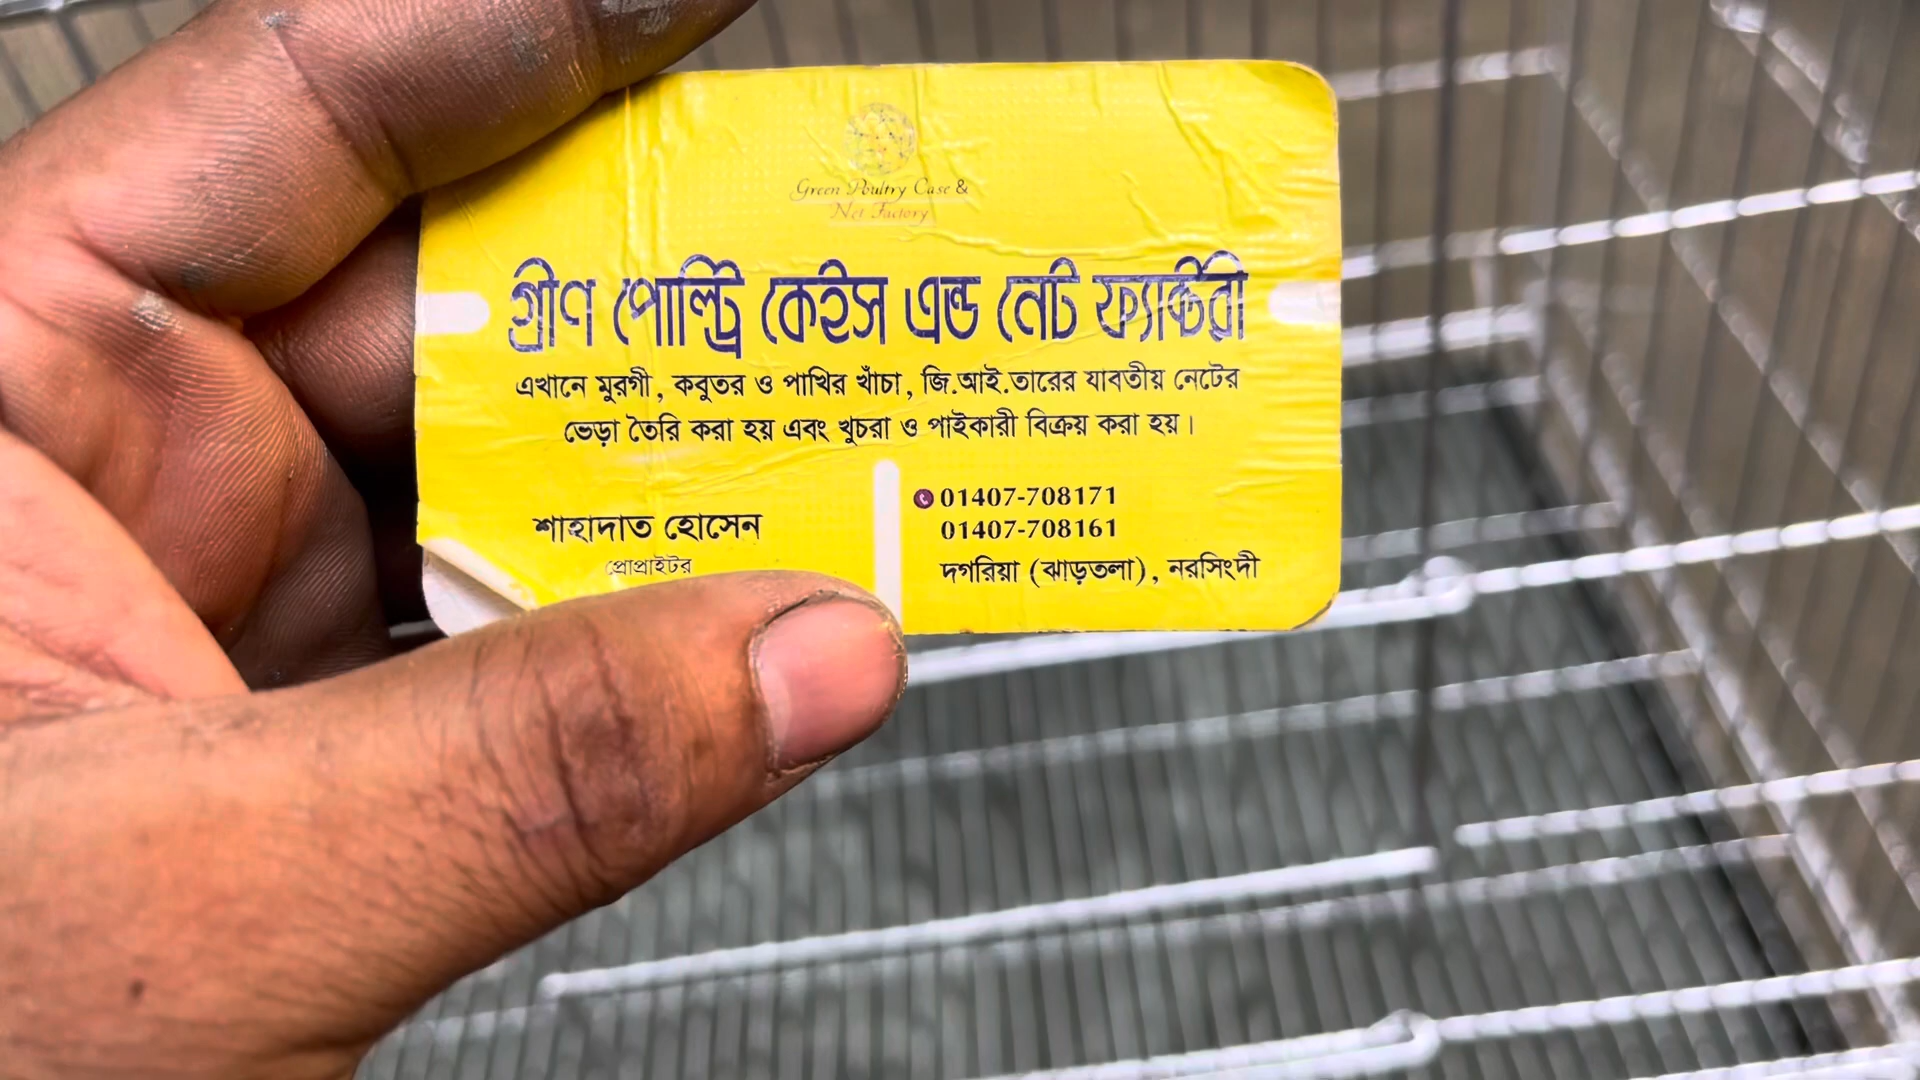 Green Poultry Case &
Net Factory
গ্রীণ পোল্ট্রি কেইস এন্ড নেট ফ্যাক্টরী
এখানে মুরগী, কবুতর ও পাখির খাঁচা, জি.আই.তারের যাবতীয় নেটের
ভেড়া তৈরি করা হয় এবং খুচরা ও পাইকারী বিক্রয় করা হয়।
শাহাদাত হোসেন
প্রোপ্রাইটর
01407-708171
01407-708161
দগরিয়া (ঝাড়তলা), নরসিংদী